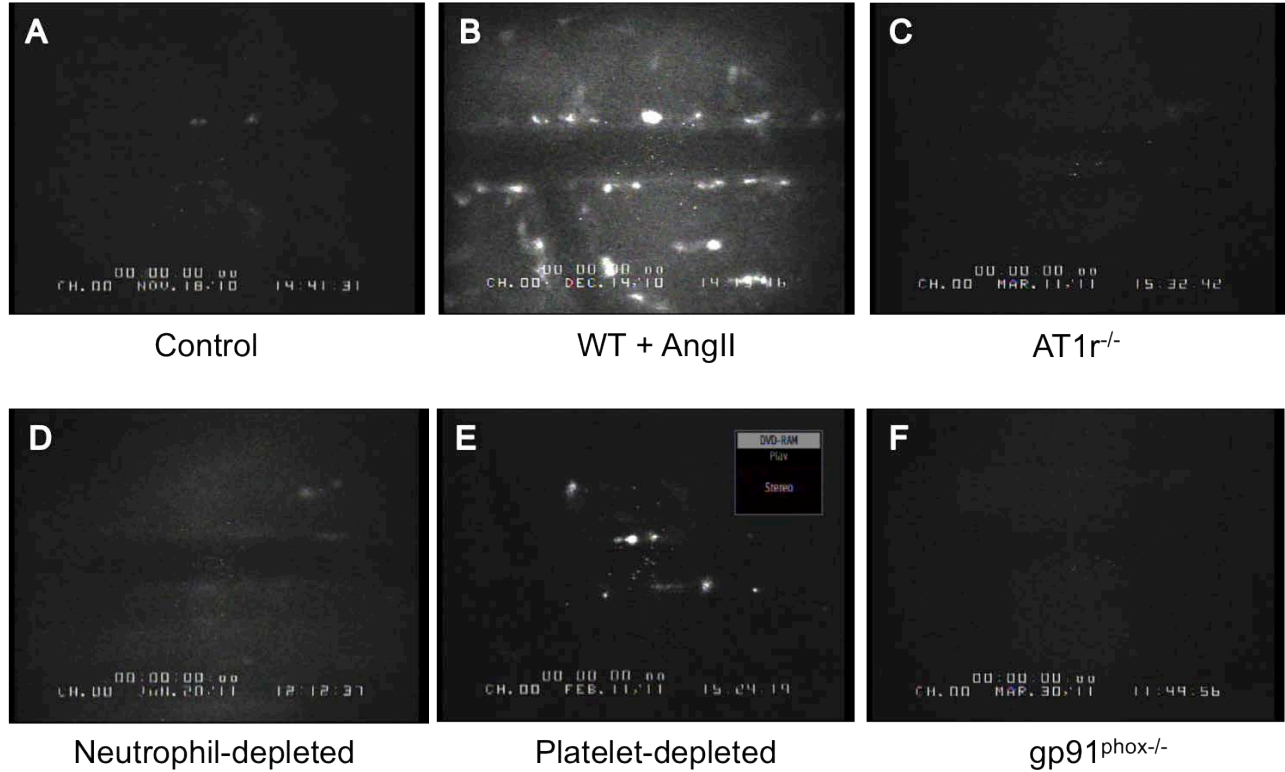 A
00:00:00:00
CH.00 NOV.18.'10 14:41:31
Control
B
00:00:00:00
CH.00 DEC.14.'10
WT + AngII
C
00:00:00:00
CH.00 MAR.11.'11 15:32:42
AT1r-/-
D
00:00:00:00
CH.00 '11 12:12:37
Neutrophil-depleted
E
DVD-RAM
Play
Stereo
00:00:00:00
CH.00 FEB.11.'11 15:24:19
Platelet-depleted
F
00:00:00:00
CH.00 MAR.30.'11 11:44:56
gp91phox-/-